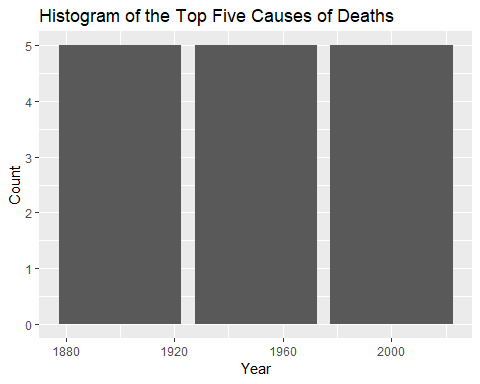 Histogram of the Top Five Causes of Deaths
5
4
3
2
1
0
Count
1880 1920 1960 2000
Year